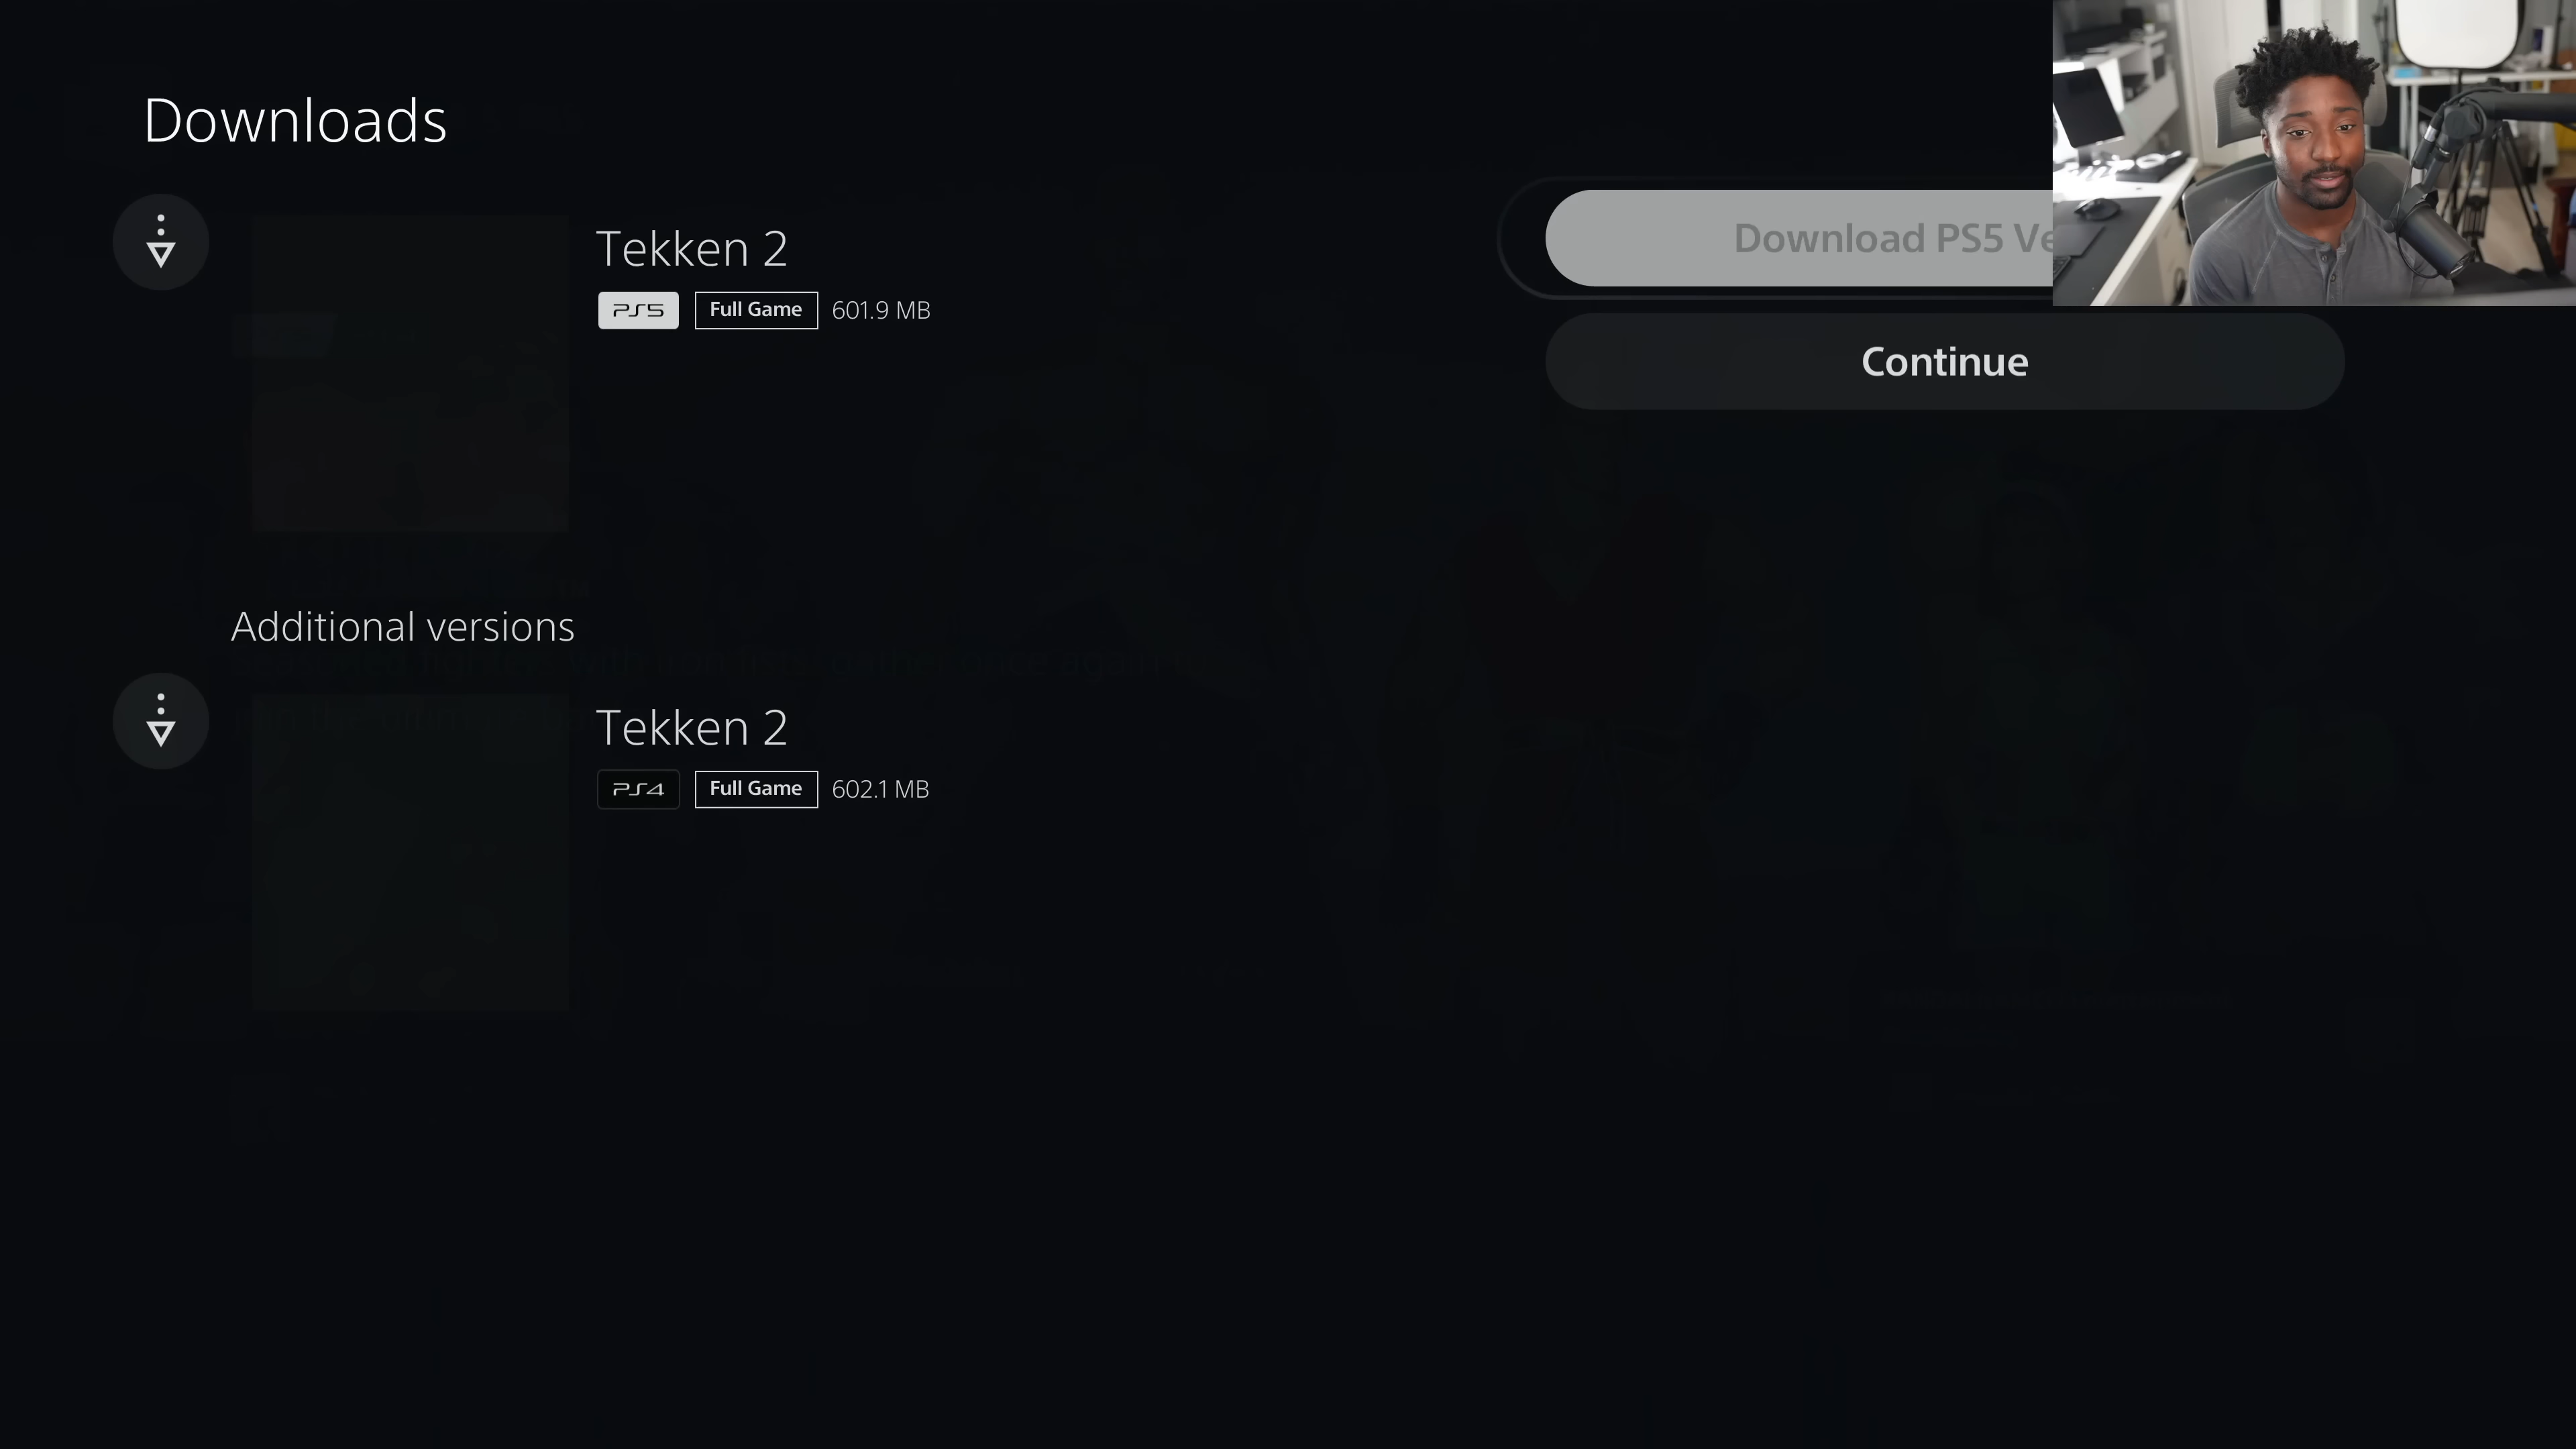 Downloads
Tekken 2
PS5 Full Game 601.9 MB
Download PS5 Ve
Continue
Additional versions
Tekken 2
PS4 Full Game 602.1 MB